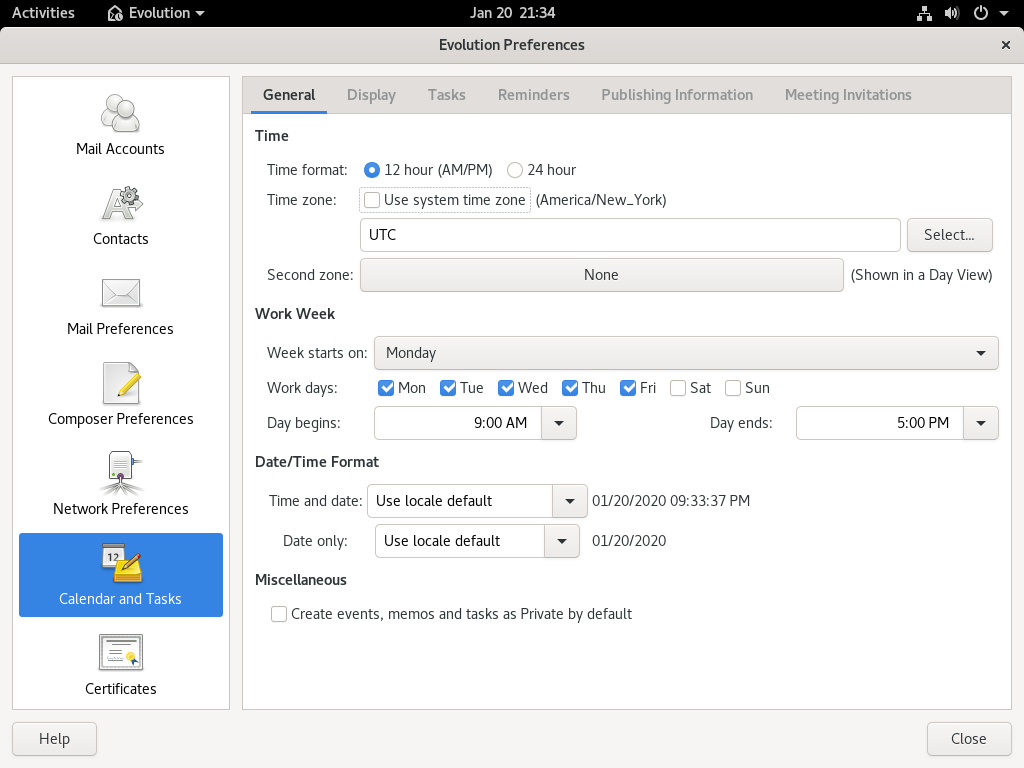 Activities Evolution Jan 20 21:34
Evolution Preferences
Mail Accounts
Contacts
Mail Preferences
Composer Preferences
Network Preferences
12
Calendar and Tasks
Certificates
General Display Tasks Reminders Publishing Information Meeting Invitations
Time
Time format: 12 hour (AM/PM) 24 hour
Time zone: Use system time zone (America/New_York)
UTC Select...
Second zone: None (Shown in a Day View)
Work Week
Week starts on: Monday
Work days: Mon Tue Wed Thu Fri Sat Sun
Day begins: 9:00 AM Day ends: 5:00 PM
Date/Time Format
Time and date: Use locale default 01/20/2020 09:33:37 PM
Date only: Use locale default 01/20/2020
Miscellaneous
Create events, memos and tasks as Private by default
Help Close